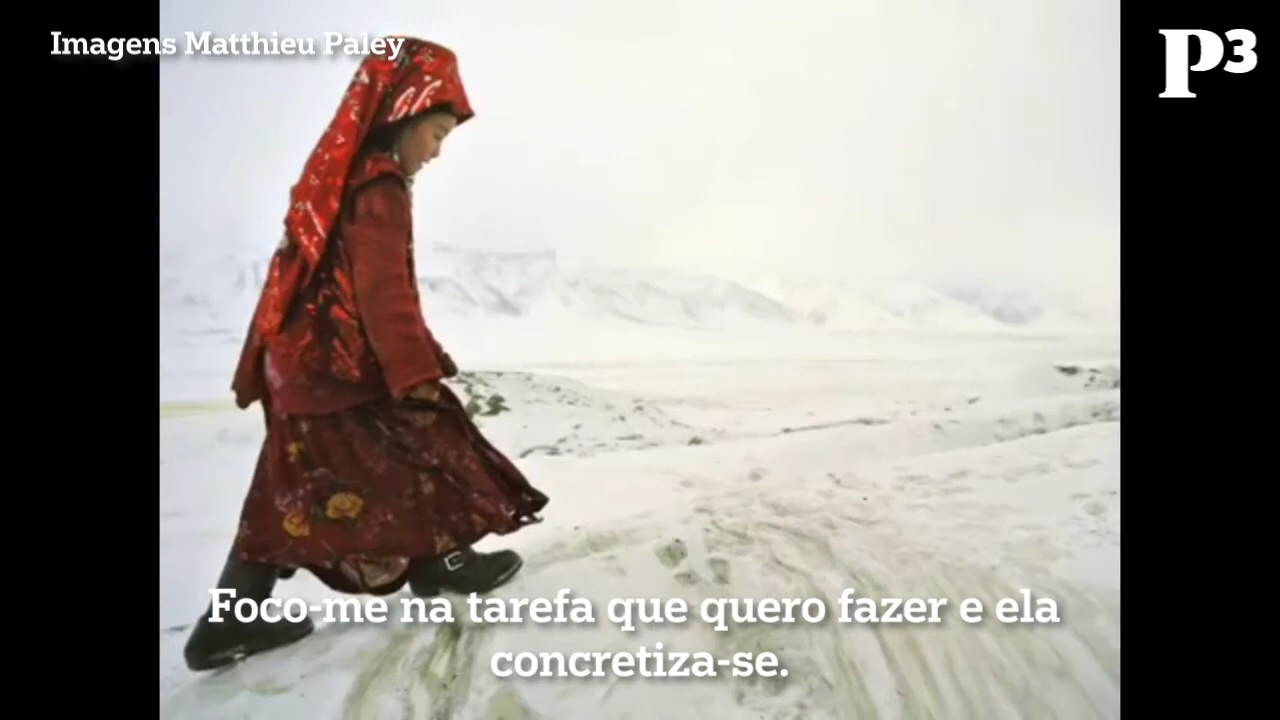 Imagens Matthieu Paley
P3
Foco-me na tarefa que quero fazer e ela
concretiza-se.